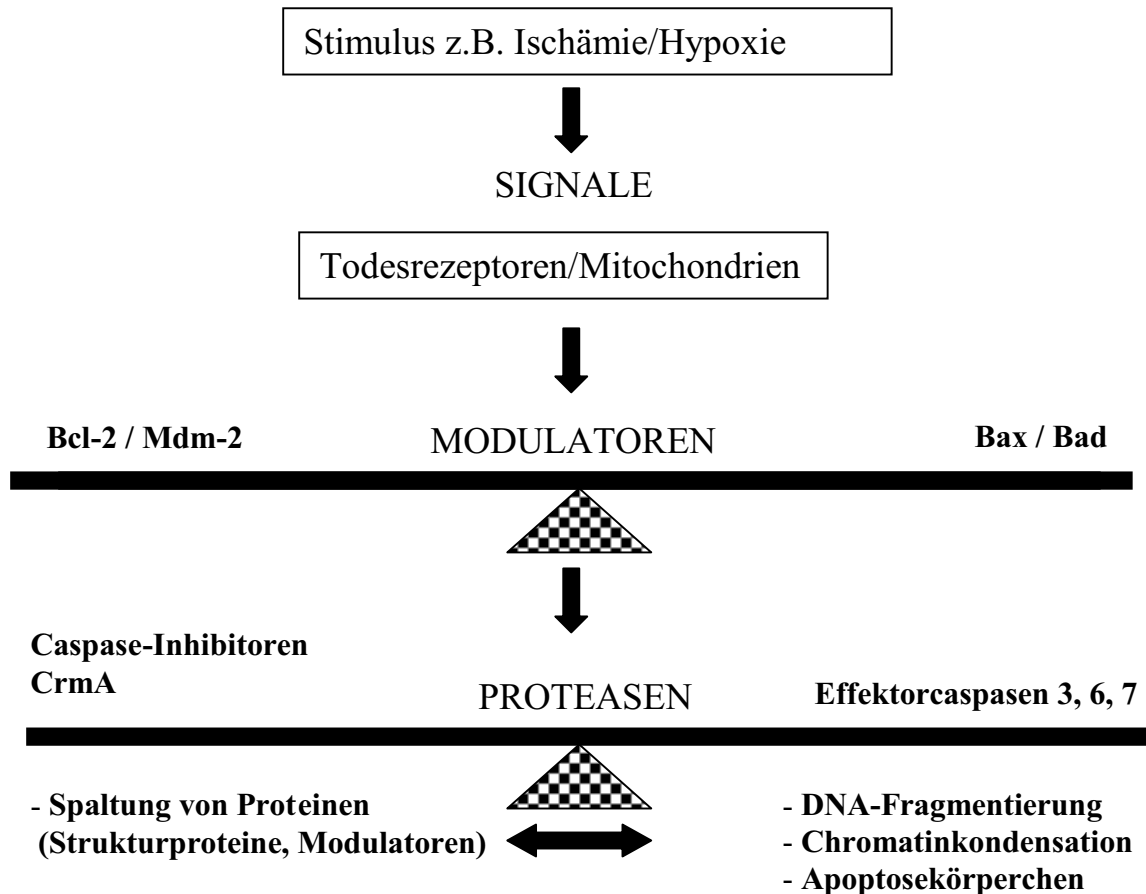 Stimulus z.B. Ischämie/Hypoxie
SIGNALE
Todesrezeptoren/Mitochondrien
Bcl-2 / Mdm-2
MODULATOREN
Bax / Bad
Caspase-Inhibitoren
CrmA
PROTEASEN
Effektorcaspasen 3, 6, 7
- Spaltung von Proteinen
(Strukturproteine, Modulatoren)
- DNA-Fragmentierung
- Chromatinkondensation
- Apoptosekörperchen